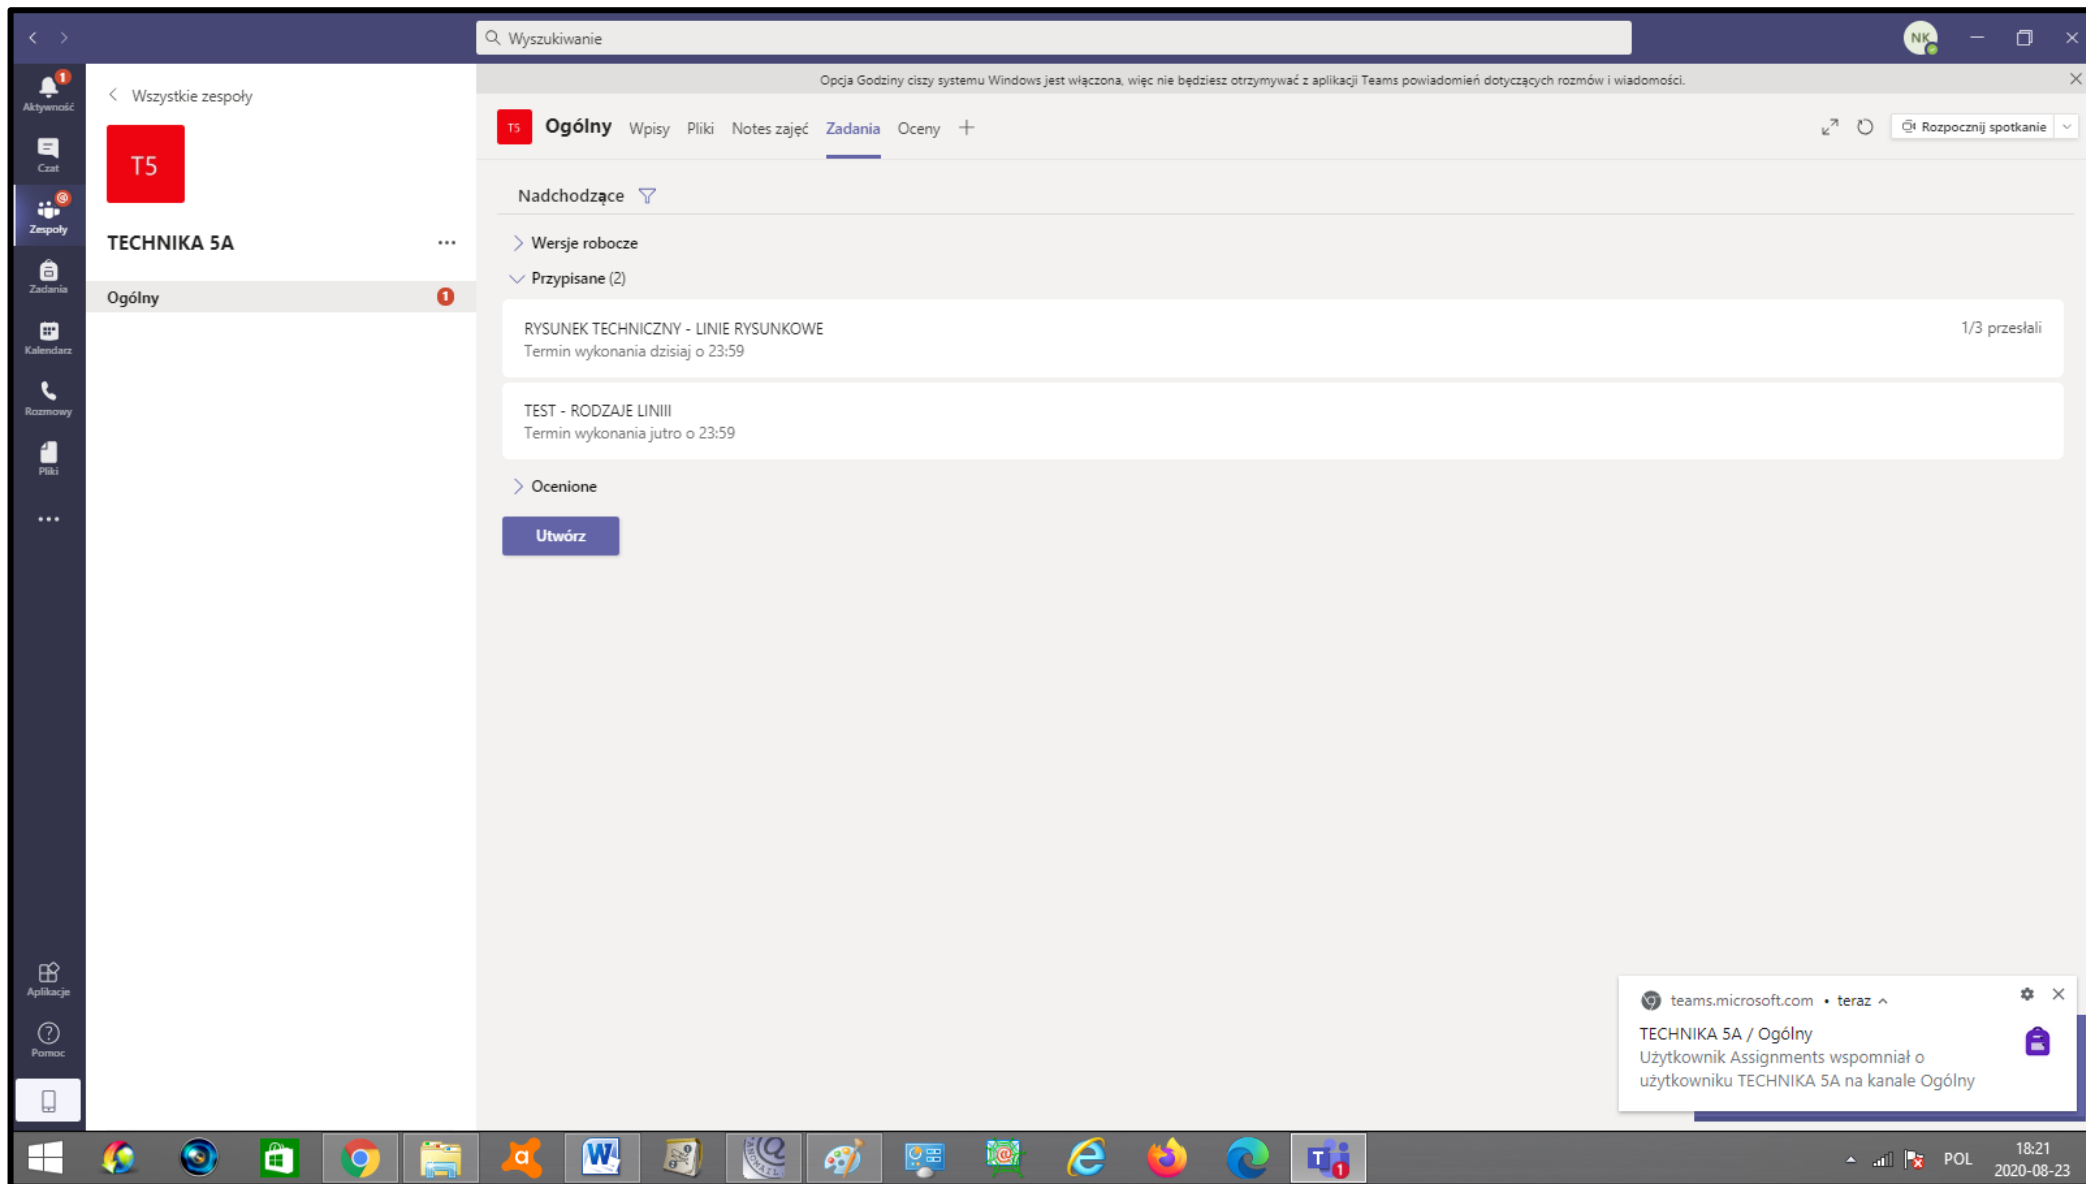 Wyszukiwanie
NK
Opcja Godziny ciszy systemu Windows jest włączona, więc nie będziesz otrzymywać z aplikacji Teams powiadomień dotyczących rozmów i wiadomości.
1
Aktywność
Czat
@
Zespoły
Zadania
Kalendarz
Rozmowy
Pliki
Aplikacje
Pomoc
Wszystkie zespoły
T5
TECHNIKA 5A
Ogólny 1
T5 Ogólny Wpisy Pliki Notes zajęć Zadania Oceny
Rozpocznij spotkanie
Nadchodzące
Wersje robocze
Przypisane (2)
RYSUNEK TECHNICZNY - LINIE RYSUNKOWE 1/3 przesłali
Termin wykonania dzisiaj o 23:59
TEST - RODZAJE LINIII
Termin wykonania jutro o 23:59
Ocenione
Utwórz
teams.microsoft.com • teraz
TECHNIKA 5A / Ogólny
Użytkownik Assignments wspomniał o
użytkowniku TECHNIKA 5A na kanale Ogólny
POL 18:21
2020-08-23